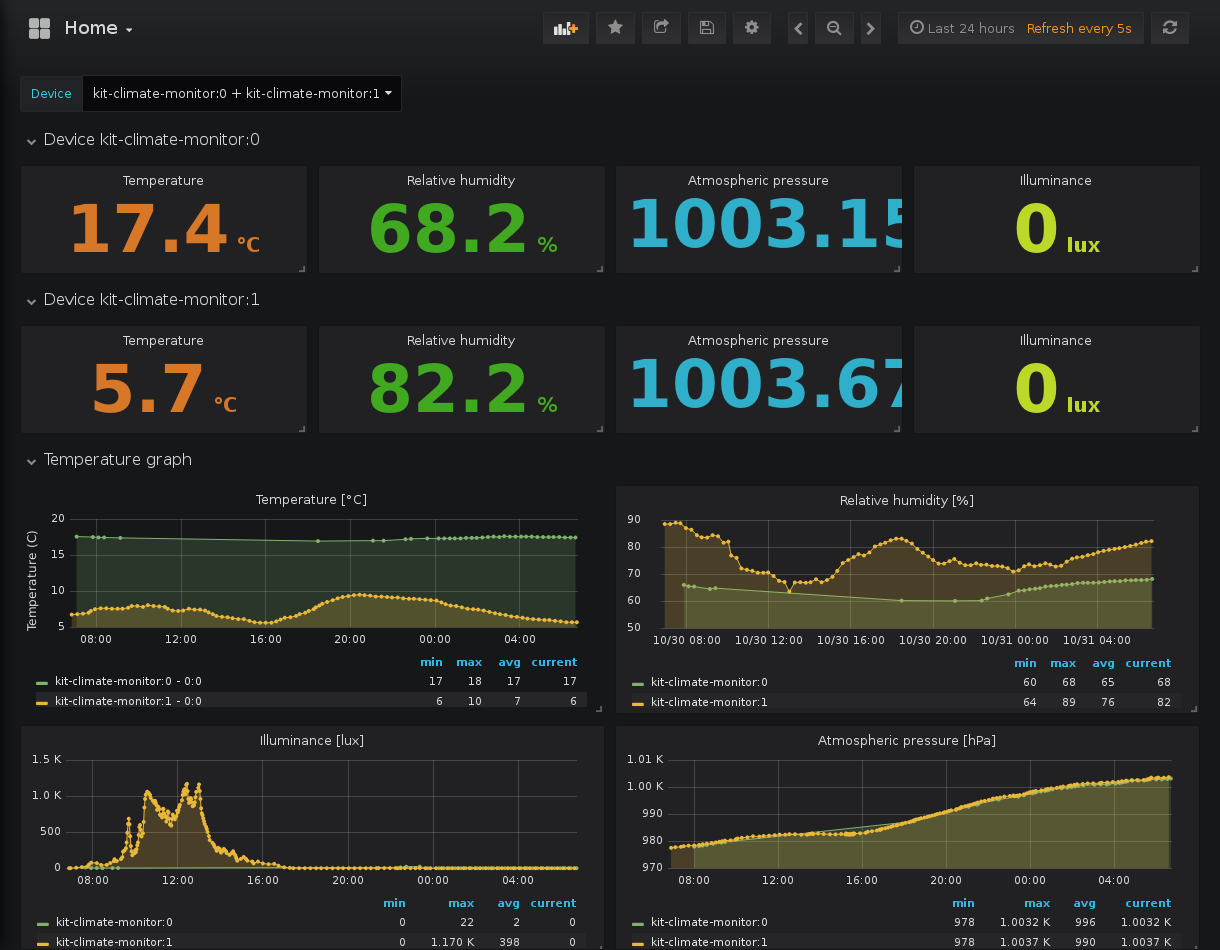 Home
Last 24 hours Refresh every 5s
Device kit-climate-monitor:0 + kit-climate-monitor:1
Device kit-climate-monitor:0
Temperature Relative humidity Atmospheric pressure Illuminance
17.4 °C 68.2 % 1003.15 0 lux
Device kit-climate-monitor:1
Temperature Relative humidity Atmospheric pressure Illuminance
5.7 °C 82.2 % 1003.67 0 lux
Temperature graph
Temperature [°C]
Temperature (C)
20
15
10
5
08:00 12:00 16:00 20:00 00:00 04:00
min max avg current
kit-climate-monitor:0 - 0:0 17 18 17 17
kit-climate-monitor:1 - 0:0 6 10 7 6
Relative humidity [%]
90
80
70
60
50
10/30 08:00 10/30 12:00 10/30 16:00 10/30 20:00 10/31 00:00 10/31 04:00
min max avg current
kit-climate-monitor:0 60 68 65 68
kit-climate-monitor:1 64 89 76 82
Illuminance [lux]
1.5 K
1.0 K
500
0
08:00 12:00 16:00 20:00 00:00 04:00
min max avg current
kit-climate-monitor:0 0 22 2 0
kit-climate-monitor:1 0 1.170 K 398 0
Atmospheric pressure [hPa]
1.01 K
1.00 K
990
980
970
08:00 12:00 16:00 20:00 00:00 04:00
min max avg current
kit-climate-monitor:0 978 1.0032 K 996 1.0032 K
kit-climate-monitor:1 978 1.0037 K 990 1.0037 K